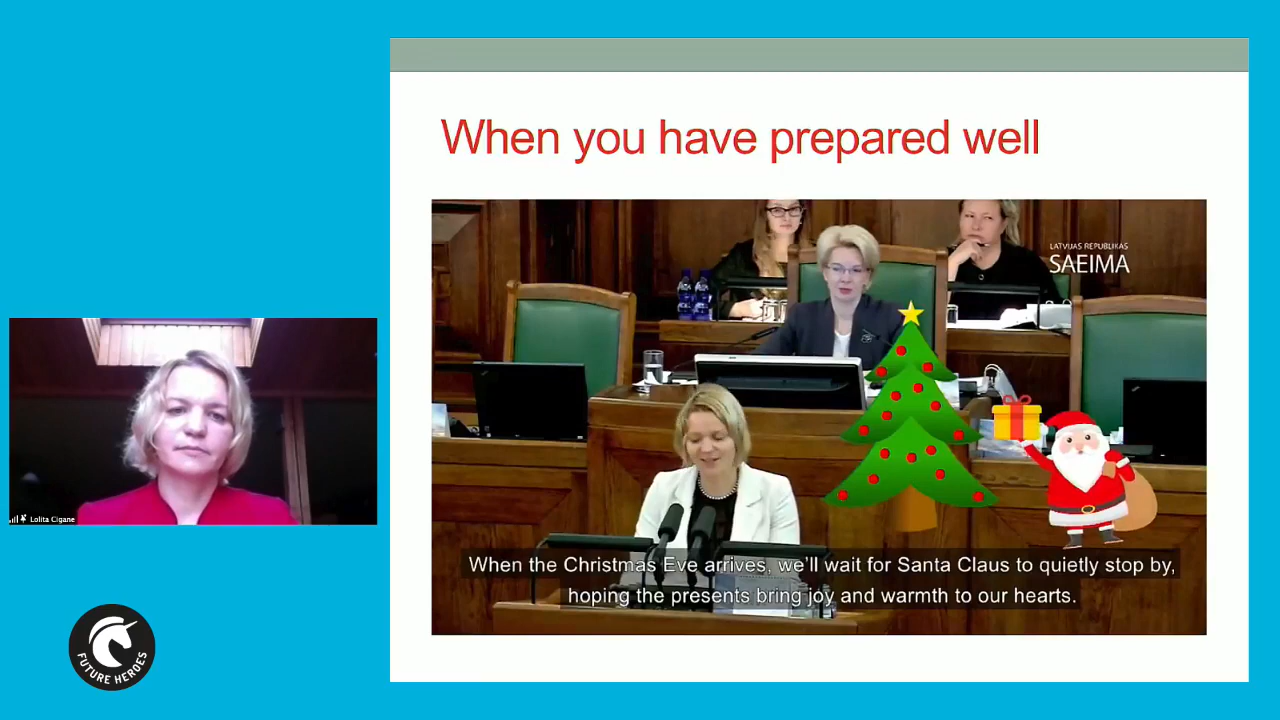 When you have prepared well
LATVIJAS REPUBLIKAS
SAEIMA
When the Christmas Eve arrives, we'll wait for Santa Claus to quietly stop by,
hoping the presents bring joy and warmth to our hearts.
Lolita Cigane
FUTURE HEROES